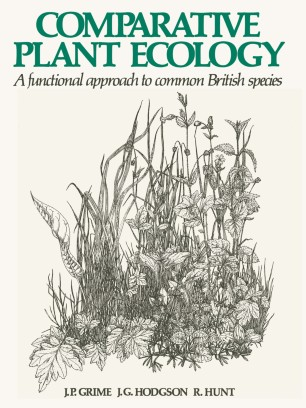 COMPARATIVE
PLANT ECOLOGY
A functional approach to common British species
J.P. GRIME J.G. HODGSON R. HUNT